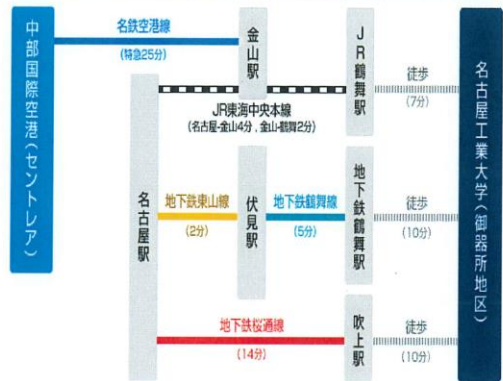 中部国際空港(セントレア)
名鉄空港線
(特急25分)
金山駅
JR鶴舞駅
徒歩
(7分)
名古屋工業大学(御器所地区)
JR東海中央本線
(名古屋-金山4分，金山-鶴舞2分)
名古屋駅
地下鉄東山線
(2分)
伏見駅
地下鉄鶴舞線
(5分)
地下鉄鶴舞駅
徒歩
(10分)
地下鉄桜通線
(14分)
吹上駅
徒歩
(10分)